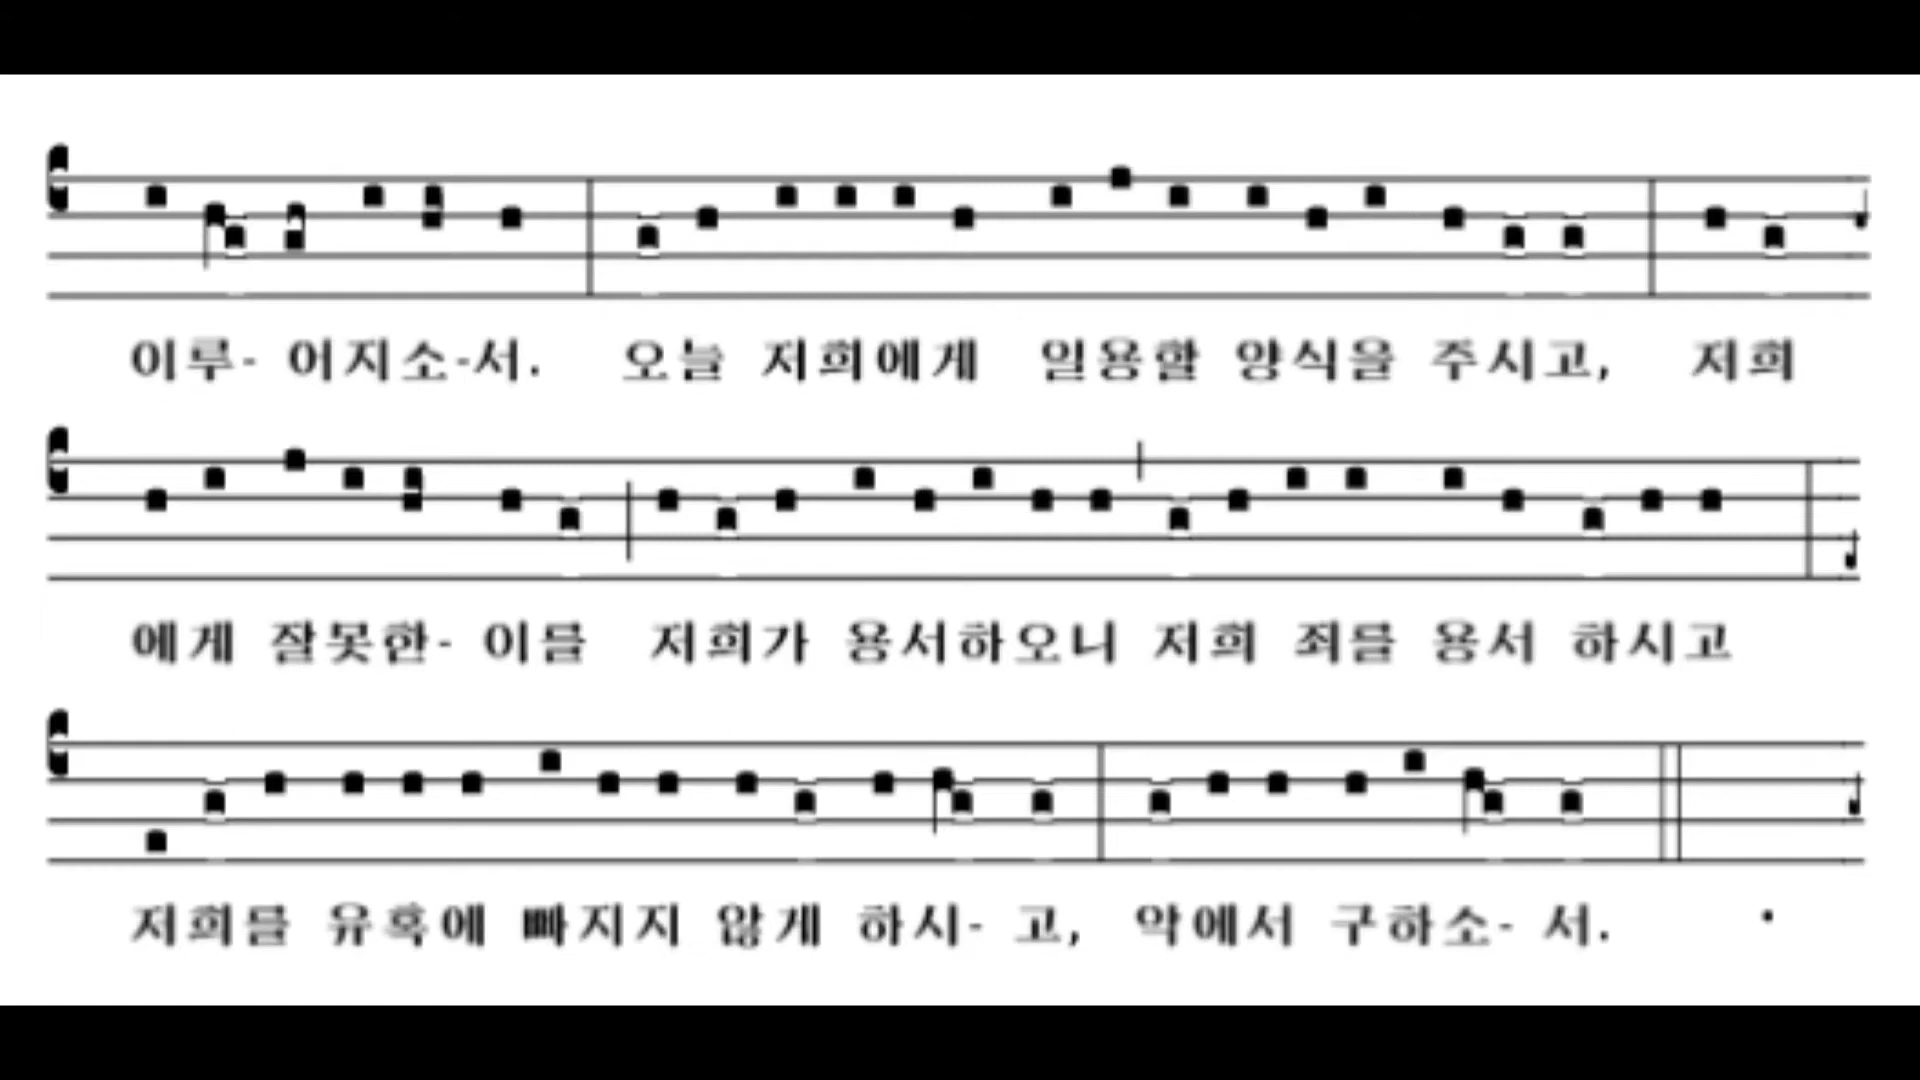 이루- 어지소-서. 오늘 저희에게 일용할 양식을 주시고, 저희
에게 잘못한- 이를 저희가 용서하오니 저희 죄를 용서 하시고
저희를 유혹에 빠지지 않게 하시- 고, 악에서 구하소- 서.